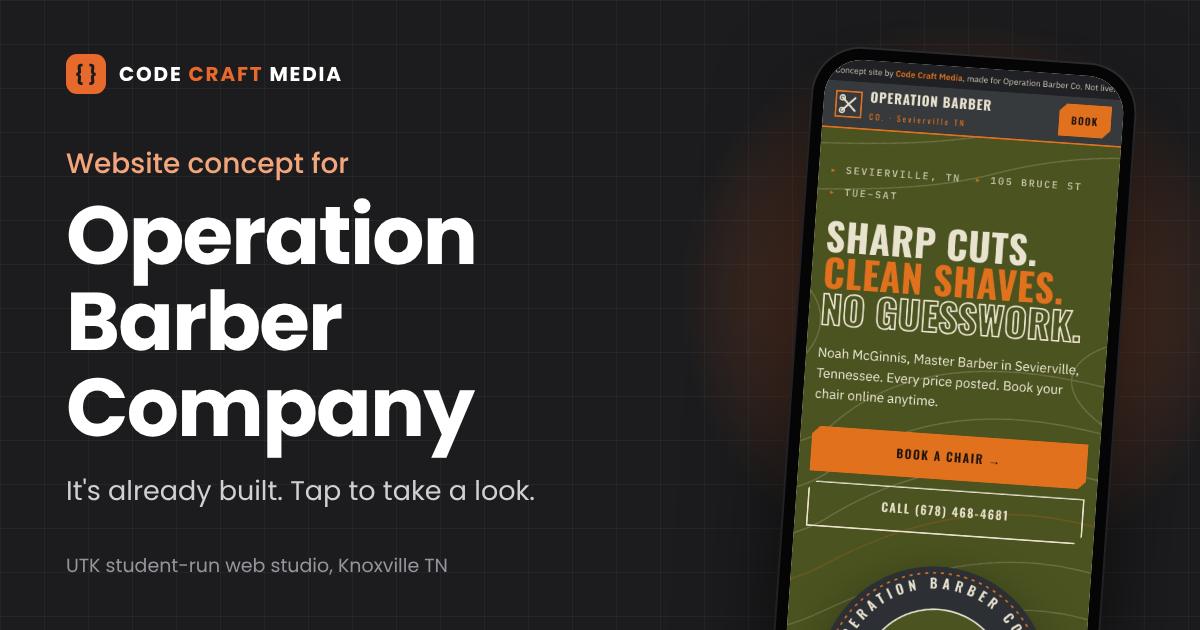 { } CODE CRAFT MEDIA
Website concept for
Operation
Barber
Company
It's already built. Tap to take a look.
UTK student-run web studio, Knoxville TN
Concept site by Code Craft Media, made for Operation Barber Co. Not live.
OPERATION BARBER
CO. · Sevierville TN
BOOK
SEVIERVILLE, TN ▸ 105 BRUCE ST
▸ TUE–SAT
SHARP CUTS.
CLEAN SHAVES.
NO GUESSWORK.
Noah McGinnis, Master Barber in Sevierville,
Tennessee. Every price posted. Book your
chair online anytime.
BOOK A CHAIR →
CALL (678) 468-4681
OPERATION BARBER CO